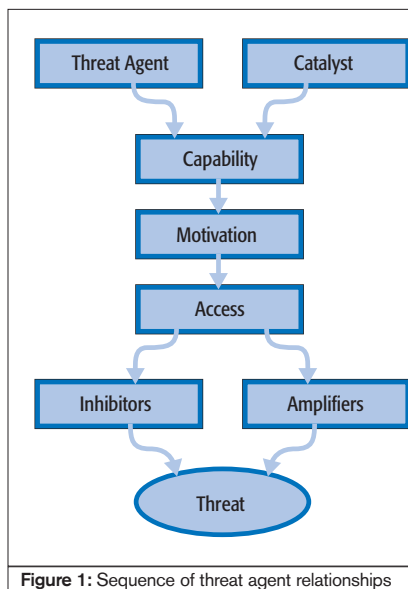 Threat Agent
Catalyst
Capability
Motivation
Access
Inhibitors
Amplifiers
Threat
Figure 1: Sequence of threat agent relationships